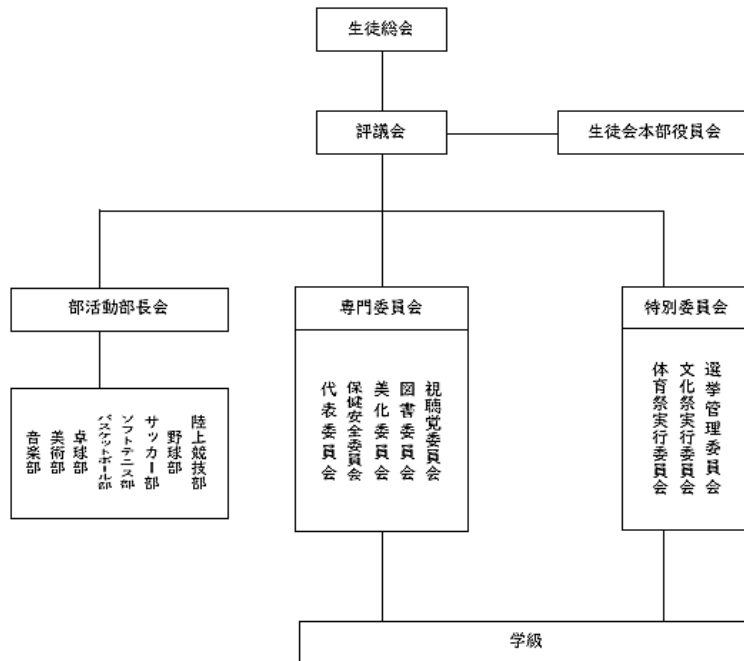 生徒総会
評議会
生徒会本部役員会
部活動部長会
専門委員会
特別委員会
陸上競技部
野球部
サッカー部
ソフトテニス部
バスケットボール部
卓球部
美術部
音楽部
視聴覚委員会
図書委員会
美化委員会
保健安全委員会
代表委員会
選挙管理委員会
文化祭実行委員会
体育祭実行委員会
学級